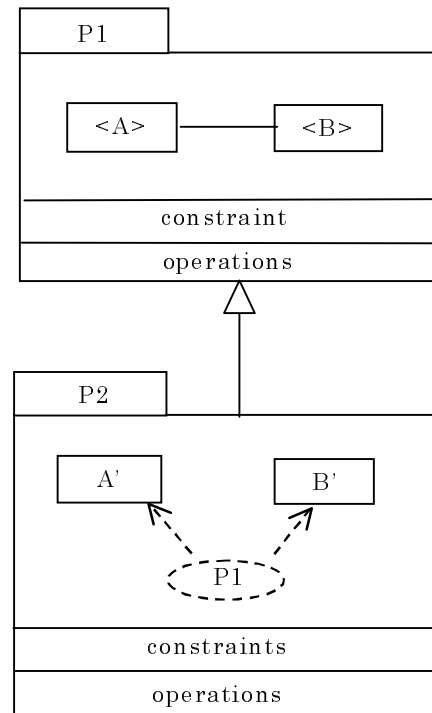 P1
<A> <B>
constraint
operations
P2
A' B'
P1
constraints
operations